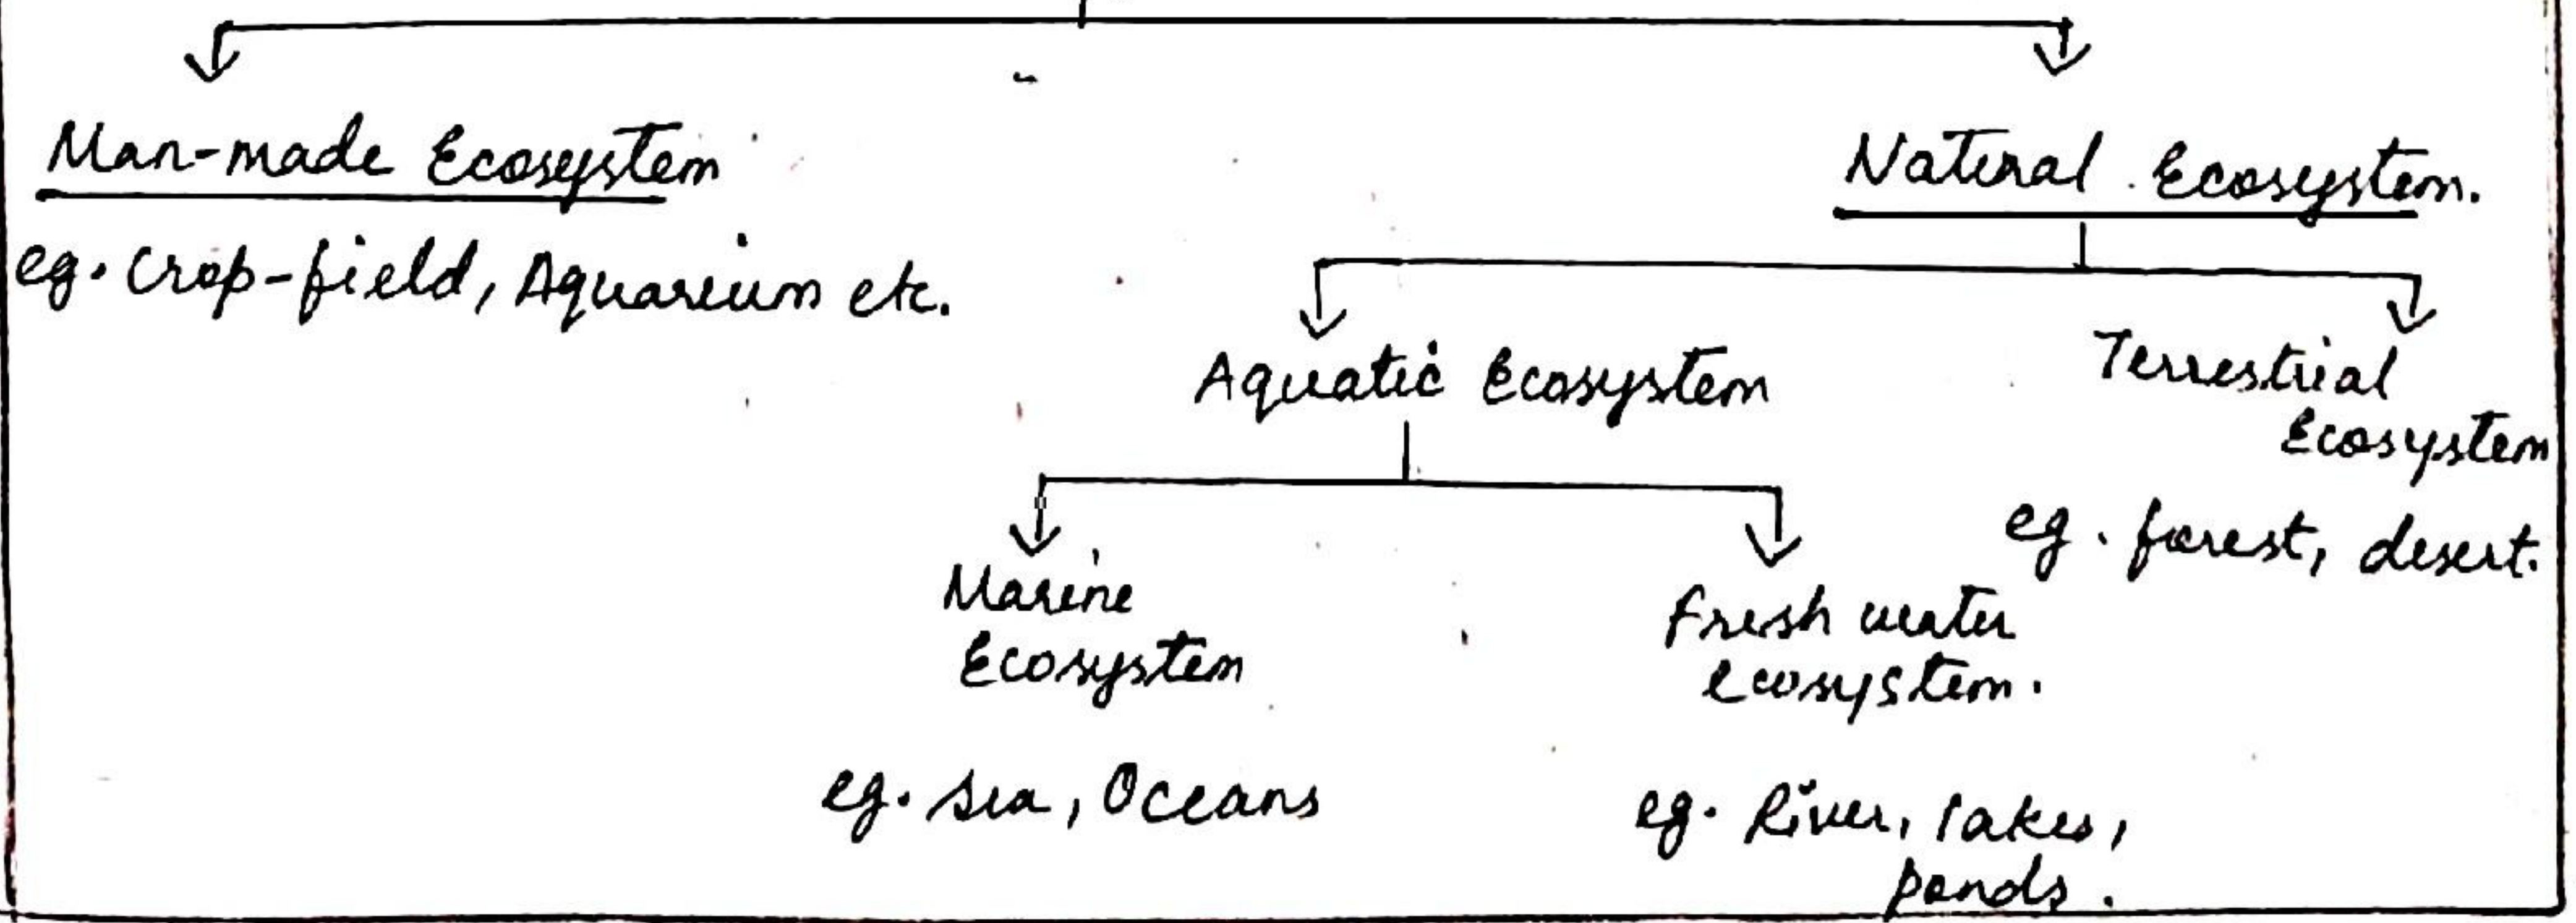 Man-made Ecosystem
Natural Ecosystem.
eg. Crop-field, Aquarium etc.
Aquatic Ecosystem
Terrestrial
Ecosystem
eg. forest, desert.
Marine
Ecosystem
Fresh water
ecosystem.
eg. sea, Oceans
eg. River, lakes,
ponds.